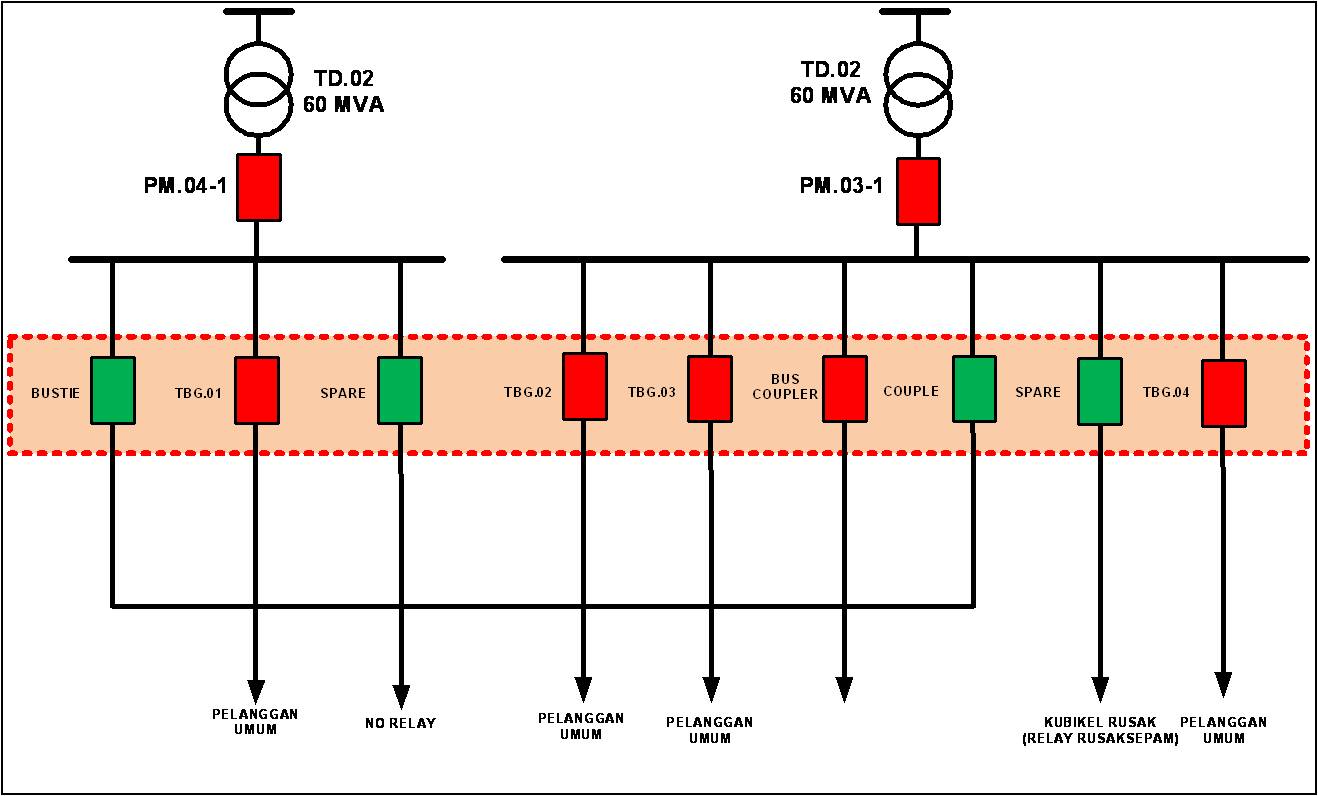 TD.02
60 MVA
TD.02
60 MVA
PM.04-1
PM.03-1
BUSTIE
TBG.01
SPARE
TBG.02
TBG.03
BUS
COUPLER
COUPLE
SPARE
TBG.04
PELANGGAN
UMUM
NO RELAY
PELANGGAN
UMUM
PELANGGAN
UMUM
KUBIKEL RUSAK
(RELAY RUSAKSEPAM)
PELANGGAN
UMUM